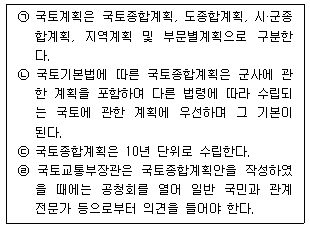 ㉠ 국토계획은 국토종합계획, 도종합계획, 시·군종
합계획, 지역계획 및 부문별계획으로 구분한
다.
㉡ 국토기본법에 따른 국토종합계획은 군사에 관
한 계획을 포함하며 다른 법령에 따라 수립되
는 국토에 관한 계획에 우선하며 그 기본이
된다.
㉢ 국토종합계획은 10년 단위로 수립한다.
㉣ 국토교통부장관은 국토종합계획안을 작성하였
을 때에는 공청회를 열어 일반 국민과 관계
전문가 등으로부터 의견을 들어야 한다.